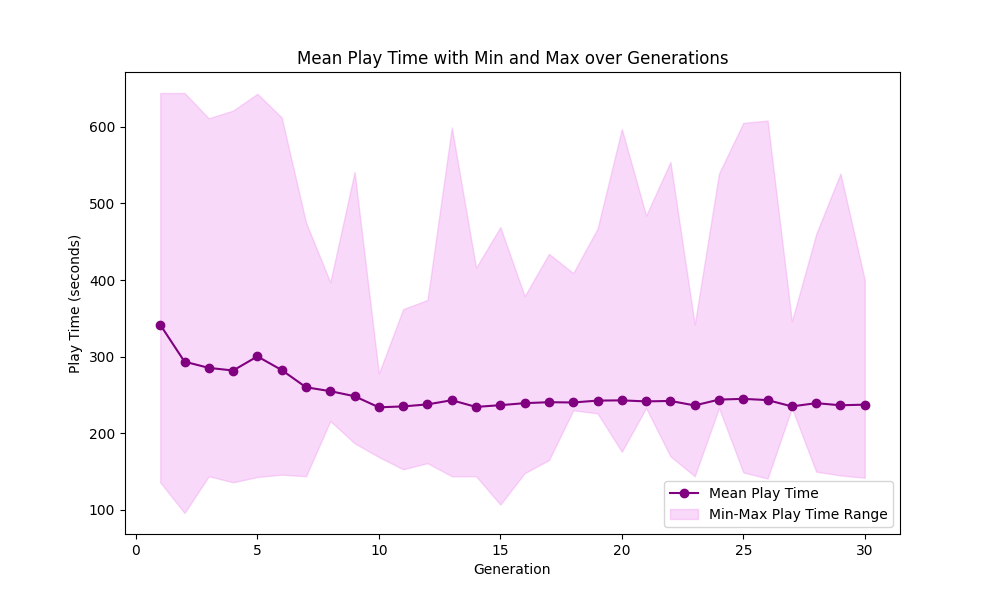 Mean Play Time with Min and Max over Generations
Play Time (seconds)
600
500
400
300
200
100
0
5
10
15
20
25
30
Generation
Mean Play Time
Min-Max Play Time Range